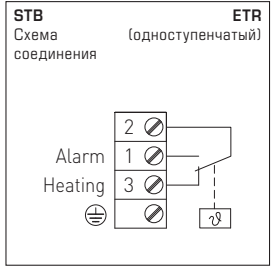 STB
ETR
Схема
(одноступенчатый)
соединения
2
Alarm
1
Heating
3
ϑ